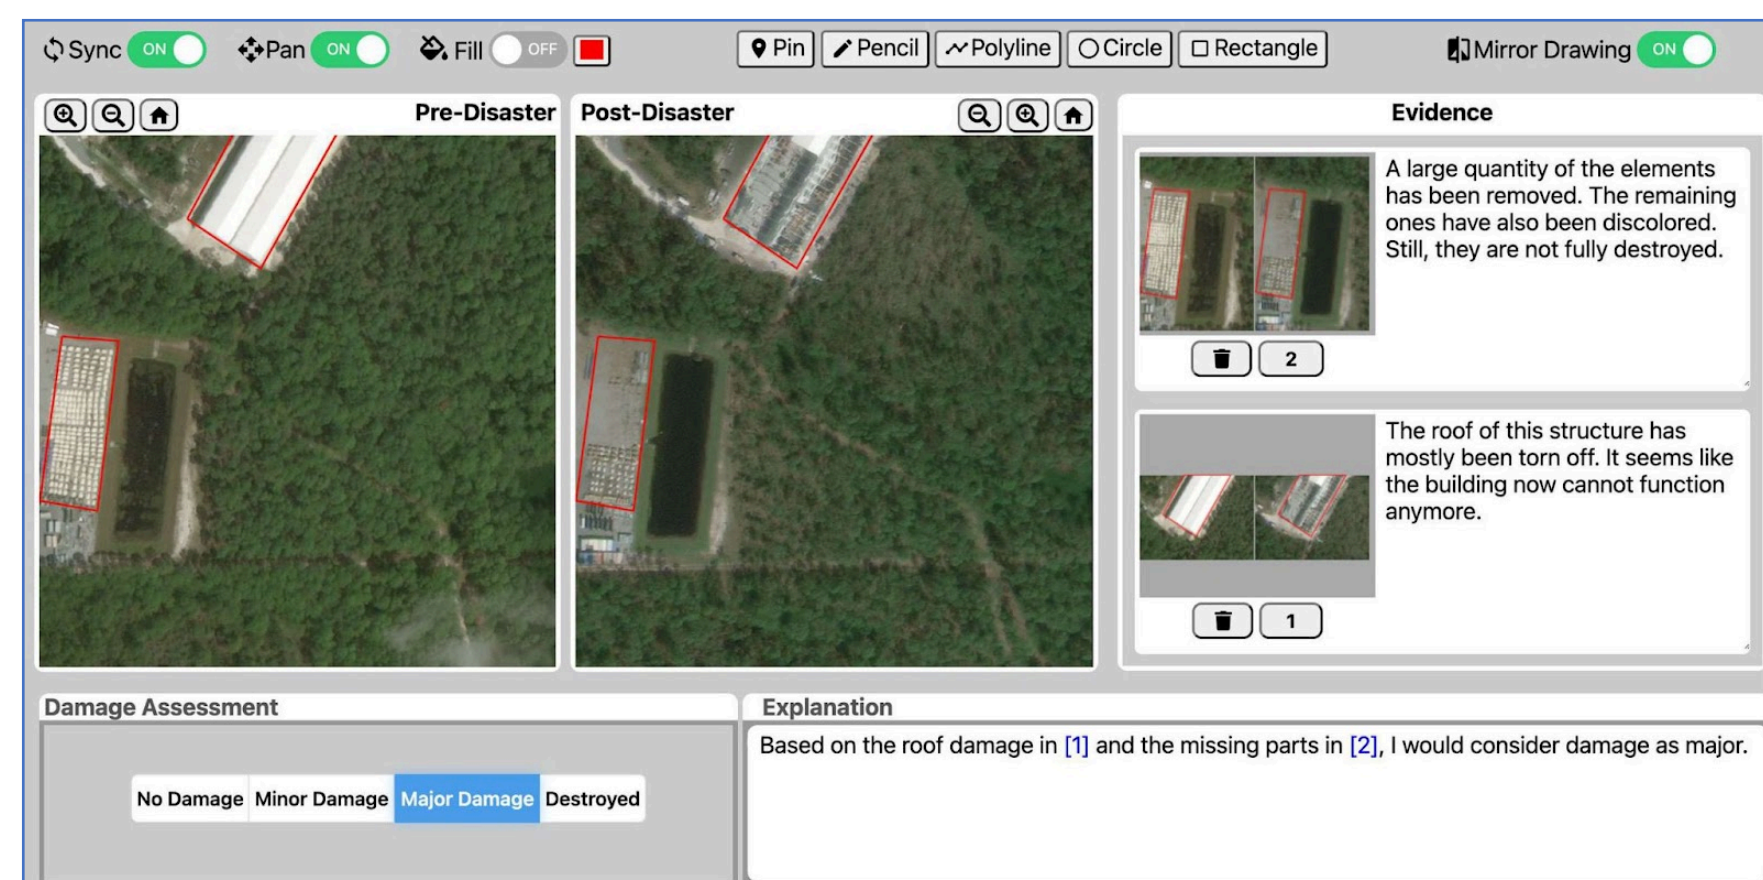 Sync ON Pan ON Fill OFF Pin Pencil Polyline Circle Rectangle Mirror Drawing ON
Pre-Disaster
Post-Disaster
Evidence
A large quantity of the elements
has been removed. The remaining
ones have also been discolored.
Still, they are not fully destroyed.
2
The roof of this structure has
mostly been torn off. It seems like
the building now cannot function
anymore.
1
Damage Assessment
No Damage Minor Damage Major Damage Destroyed
Explanation
Based on the roof damage in [1] and the missing parts in [2], I would consider damage as major.